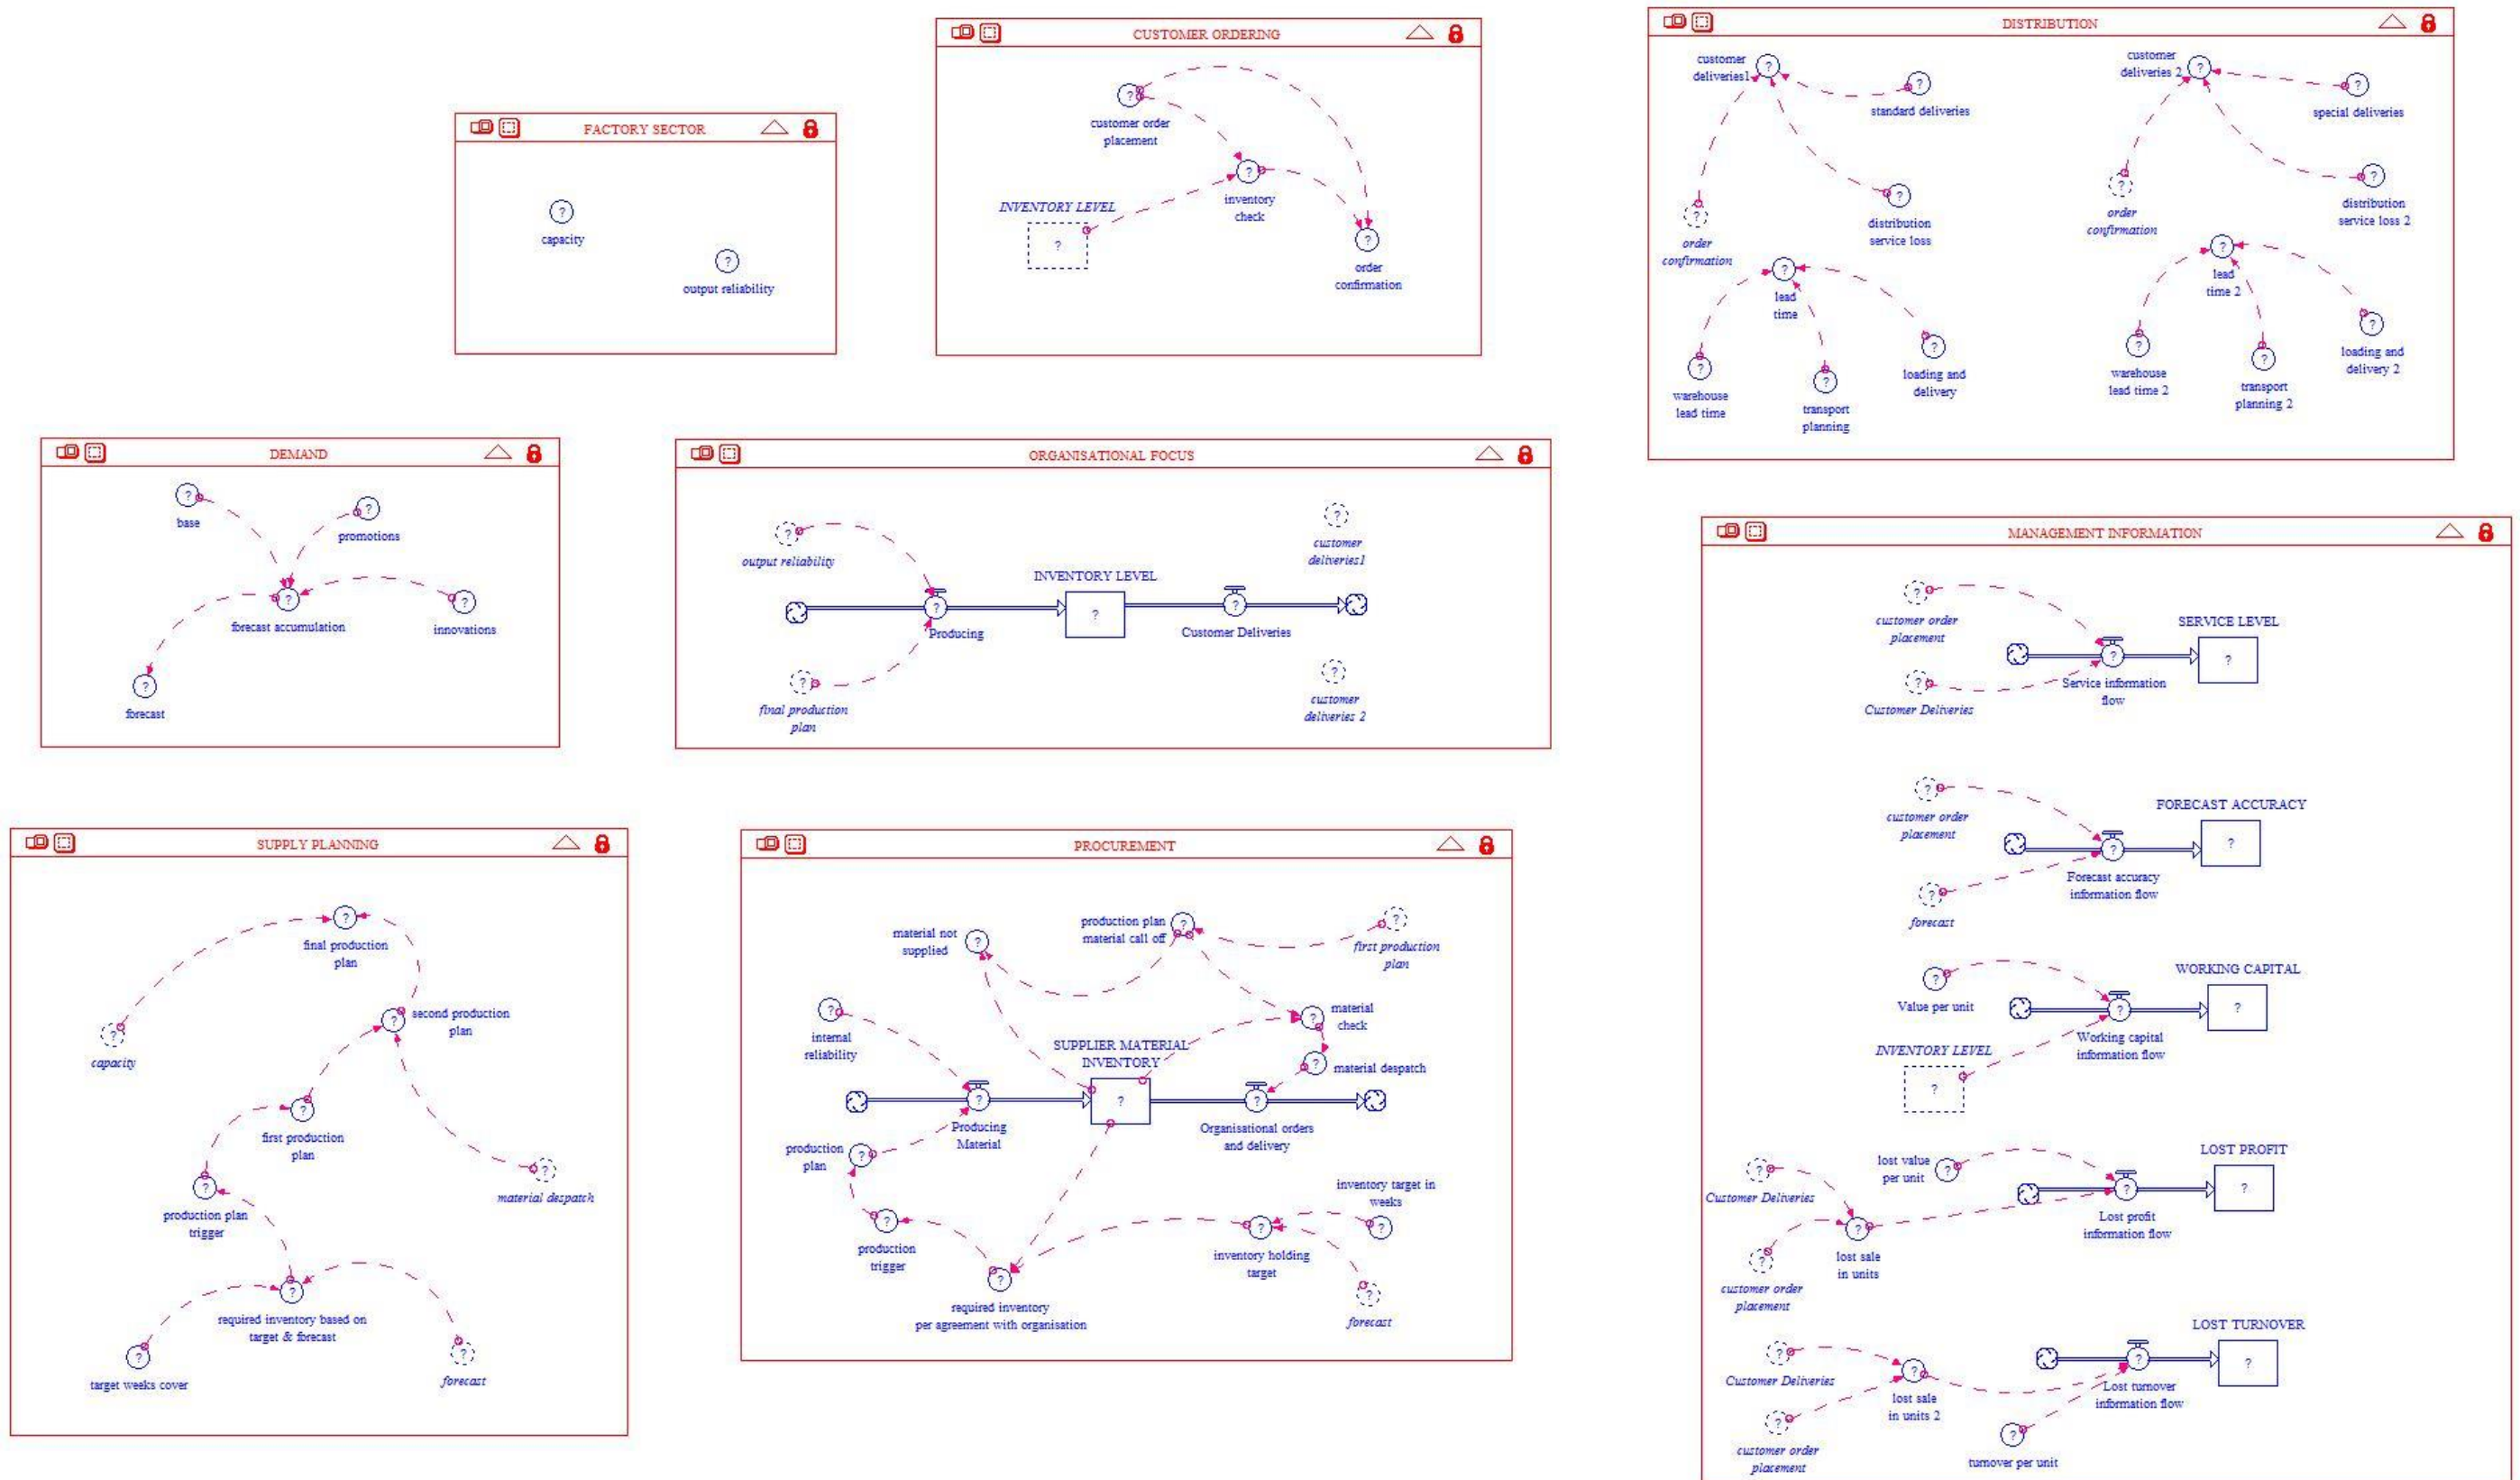 FACTORY SECTOR
?
capacity
?
output reliability
CUSTOMER ORDERING
?
customer order
placement
?
inventory
check
INVENTORY LEVEL
?
?
order
confirmation
DISTRIBUTION
customer
deliveries1
?
?
standard deliveries
?
order
confirmation
?
distribution
service loss
?
lead
time
?
warehouse
lead time
?
transport
planning
?
loading and
delivery
customer
deliveries 2
?
?
special deliveries
?
order
confirmation
?
distribution
service loss 2
?
lead
time 2
?
warehouse
lead time 2
?
transport
planning 2
?
loading and
delivery 2
DEMAND
?
base
?
promotions
?
forecast accumulation
?
innovations
?
forecast
ORGANISATIONAL FOCUS
?
output reliability
?
customer
deliveries1
INVENTORY LEVEL
?
Producing
?
?
Customer Deliveries
?
final production
plan
?
customer
deliveries 2
MANAGEMENT INFORMATION
?
customer order
placement
SERVICE LEVEL
?
?
Service information
flow
?
Customer Deliveries
?
customer order
placement
FORECAST ACCURACY
?
?
Forecast accuracy
information flow
?
forecast
?
Value per unit
WORKING CAPITAL
?
?
Working capital
information flow
INVENTORY LEVEL
?
?
Customer Deliveries
lost value
per unit
?
LOST PROFIT
?
?
Lost profit
information flow
?
lost sale
in units
?
customer order
placement
?
Customer Deliveries
LOST TURNOVER
?
?
Lost turnover
information flow
?
lost sale
in units 2
?
customer order
placement
?
turnover per unit
SUPPLY PLANNING
?
final production
plan
?
second production
plan
?
capacity
?
first production
plan
?
material despatch
?
production plan
trigger
?
required inventory based on
target & forecast
?
target weeks cover
?
forecast
PROCUREMENT
material not
supplied
?
production plan
material call off
?
?
first production
plan
?
internal
reliability
?
material
check
SUPPLIER MATERIAL
INVENTORY
?
?
material despatch
?
Producing
Material
?
Organisational orders
and delivery
production
plan
?
inventory target in
weeks
?
?
production
trigger
?
inventory holding
target
?
required inventory
per agreement with organisation
?
forecast